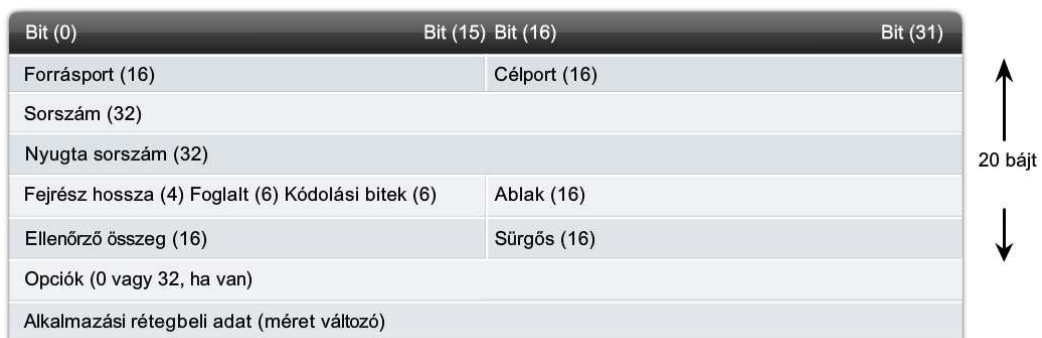 Bit (0) Bit (15) Bit (16) Bit (31)
Forrásport (16) Célport (16)
Sorszám (32)
Nyugta sorszám (32)
20 bájt
Fejrész hossza (4) Foglalt (6) Kódolási bitek (6) Ablak (16)
Ellenőrző összeg (16) Sürgős (16)
Opciók (0 vagy 32, ha van)
Alkalmazási rétegbeli adat (méret változó)